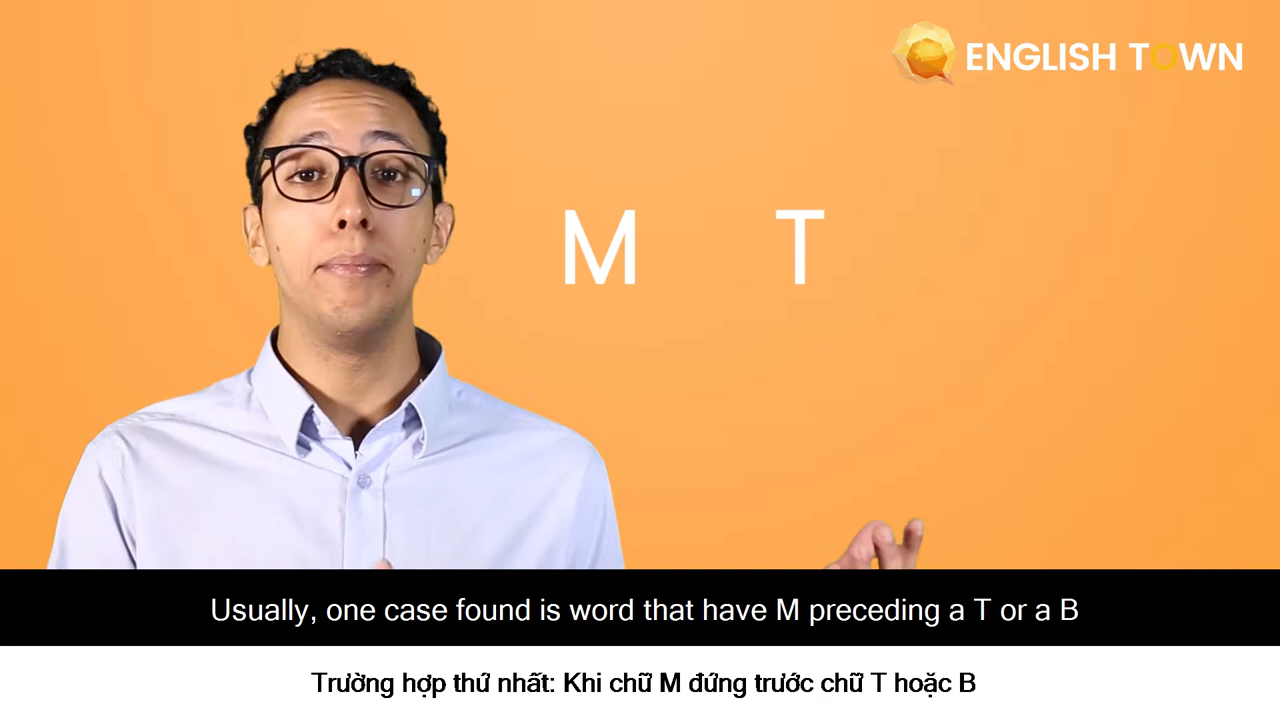 ENGLISH TOWN
M T
Usually, one case found is word that have M preceding a T or a B
Trường hợp thứ nhất: Khi chữ M đứng trước chữ T hoặc B